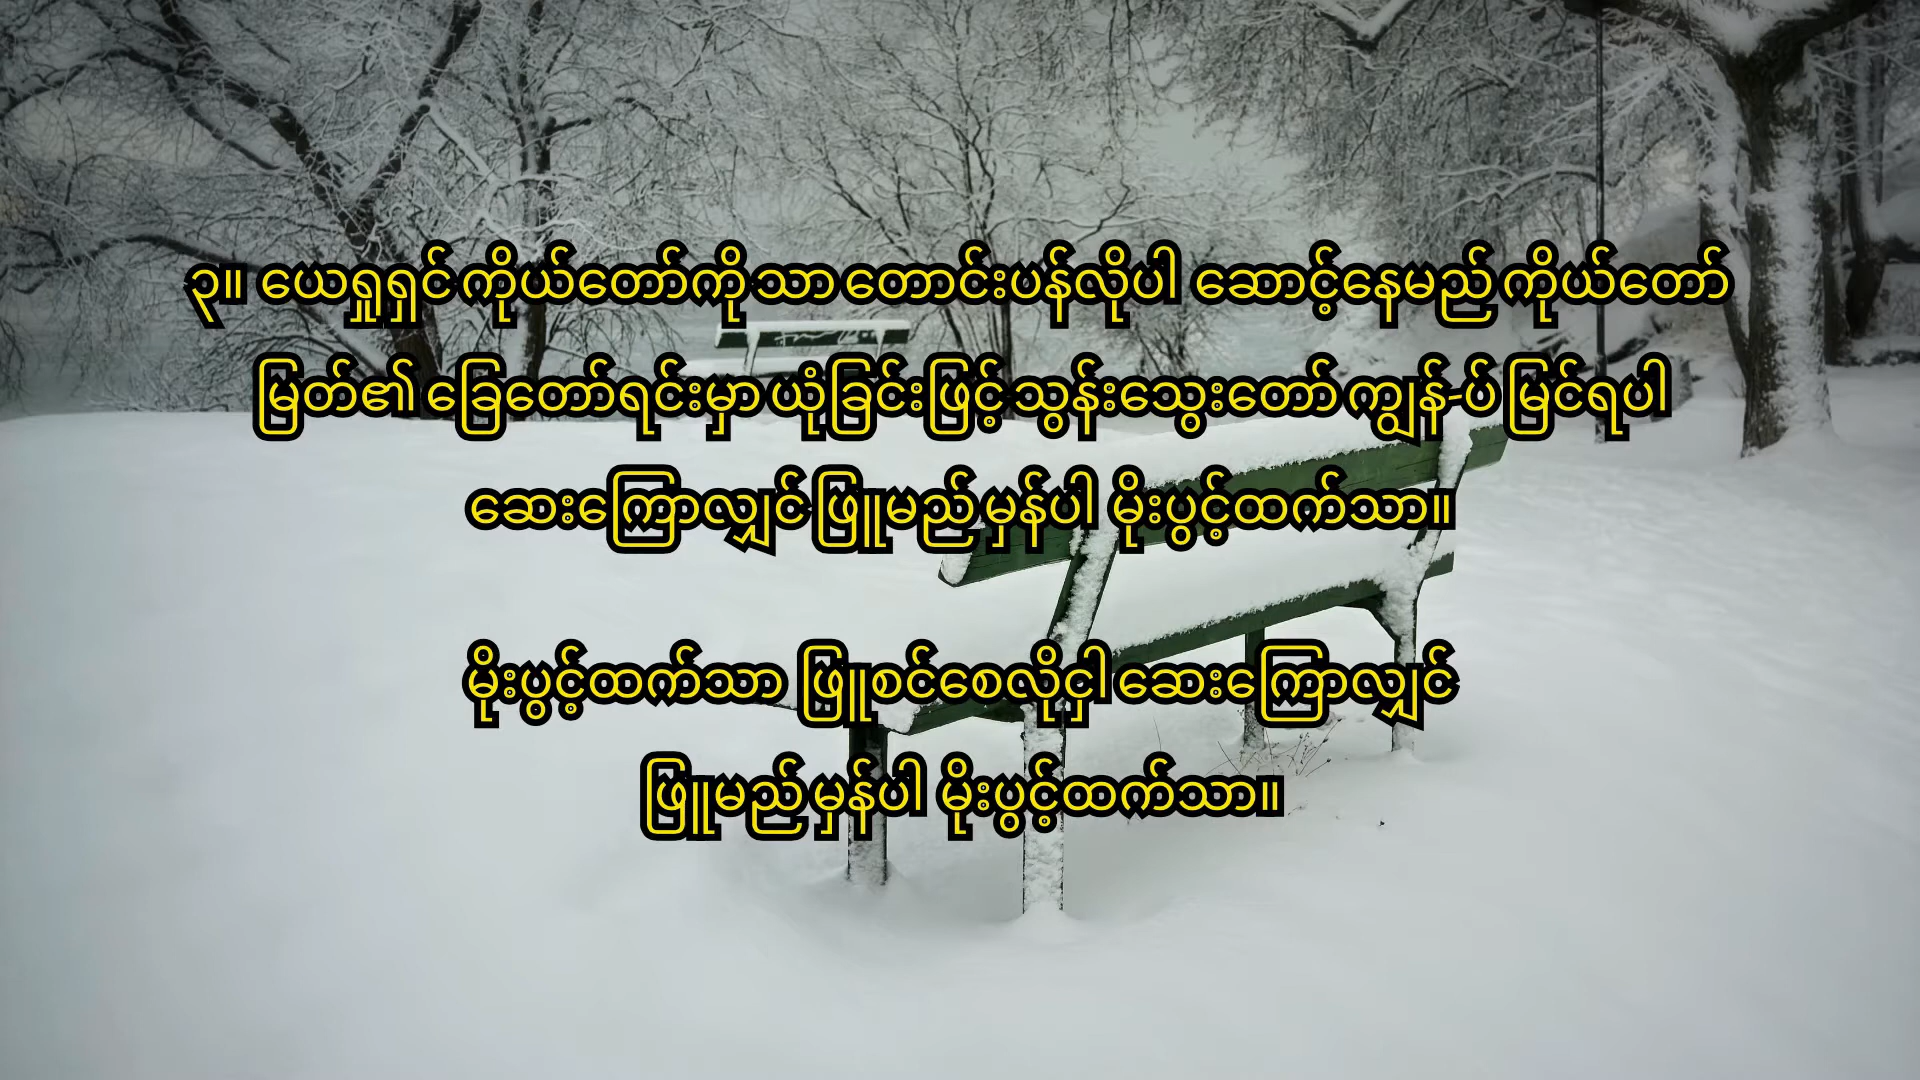 ၃။ ယေရှုရှင်ကိုယ်တော်ကိုသာတောင်းပန်လိုပါ ဆောင့်နေမည်ကိုယ်တော်
မြတ်၏ ခြေတော်ရင်းမှာယုံခြင်းဖြင့်သွန်းသွေးတော်ကျွန်-ုပ်မြင်ရပါ
ဆေးကြောလျှင်ဖြူမည်မှန်ပါ မိုးပွင့်ထက်သာ။
မိုးပွင့်ထက်သာ ဖြူစင်စေလိုငှါဆေးကြောလျှင်
ဖြူမည်မှန်ပါ မိုးပွင့်ထက်သာ။